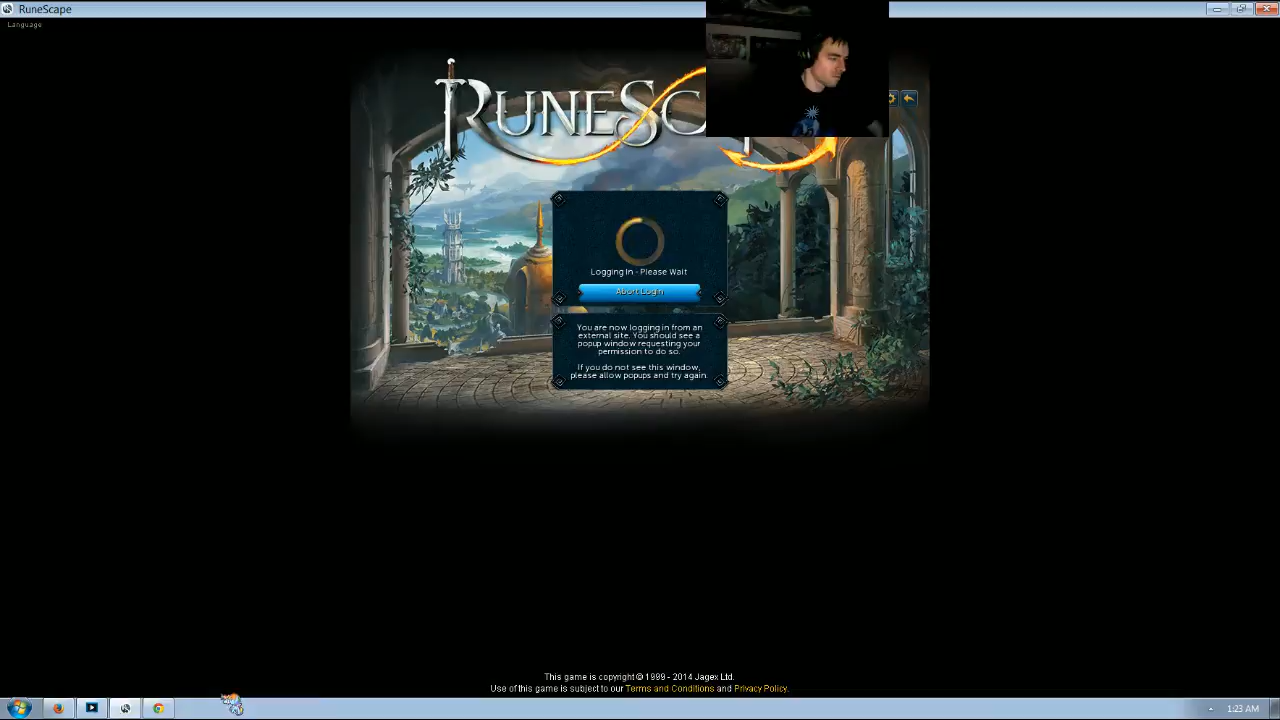 RuneScape
Language
RUNESC
Logging In - Please Wait
Abort Login
You are now logging in from an
external site. You should see a
popup window requesting your
permission to do so.
If you do not see this window,
please allow popups and try again.
This game is copyright © 1999 - 2014 Jagex Ltd.
Use of this game is subject to our Terms and Conditions and Privacy Policy.
1:23 AM